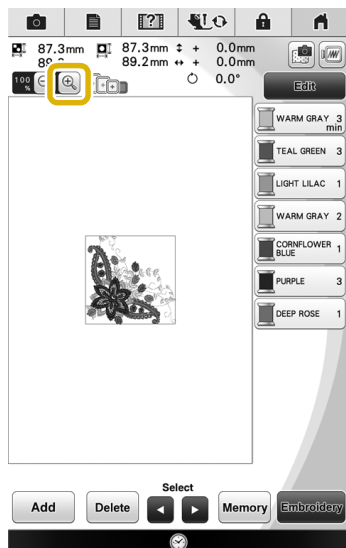 87.3mm 87.3mm + 0.0mm
89.2mm + 0.0mm
100 %
0.0°
Edit
WARM GRAY 3 min
TEAL GREEN 3
LIGHT LILAC 1
WARM GRAY 2
CORNFLOWER BLUE 1
PURPLE 3
DEEP ROSE 1
Select
Add Delete Memory Embroidery